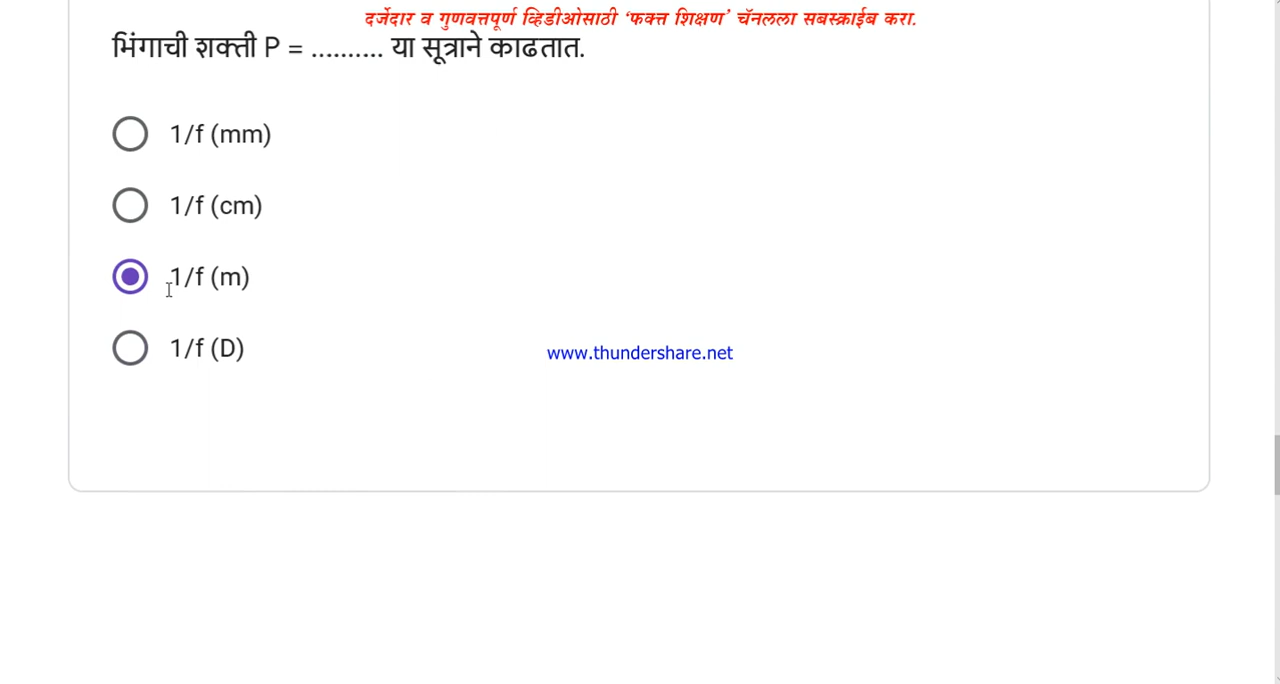 दर्जेदार व गुणवत्तपूर्ण व्हिडीओसाठी ‘फक्त शिक्षण’ चॅनलला सबस्क्राईब करा.
भिंगाची शक्ती P = .......... या सूत्राने काढतात.
1/f (mm)
1/f (cm)
1/f (m)
1/f (D)
www.thundershare.net